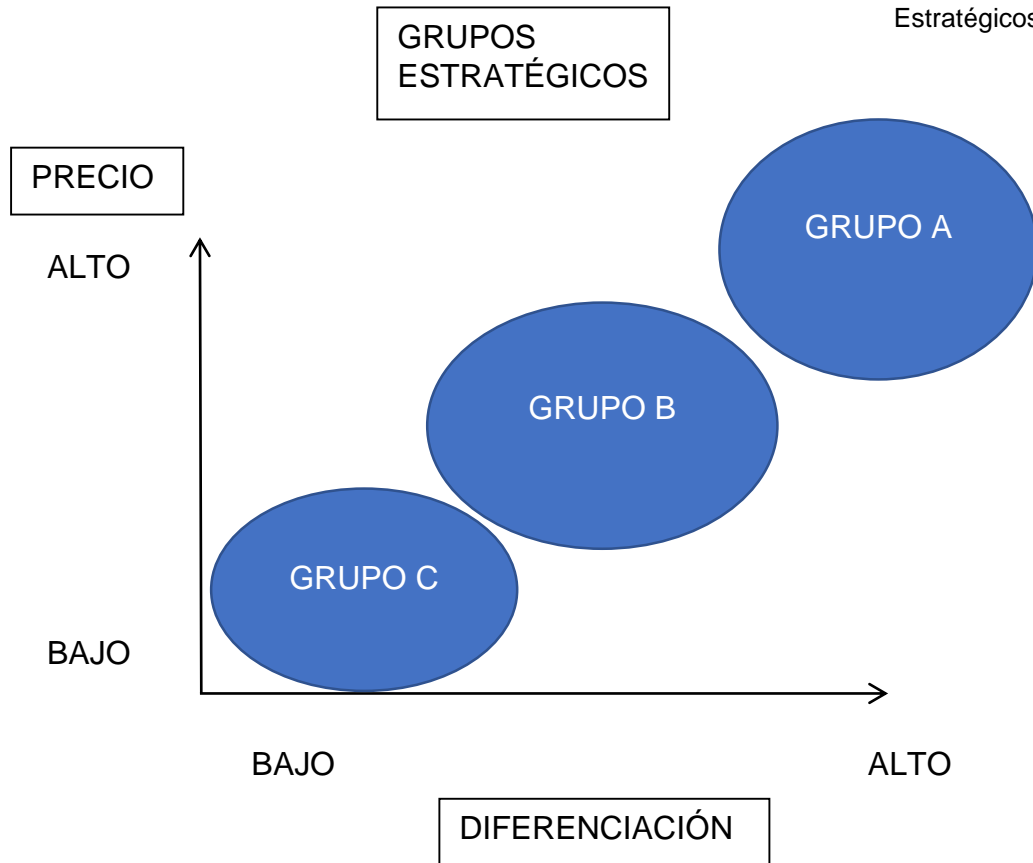 Estratégicos
GRUPOS
ESTRATÉGICOS
PRECIO
GRUPO A
ALTO
GRUPO B
GRUPO C
BAJO
BAJO
ALTO
DIFERENCIACIÓN